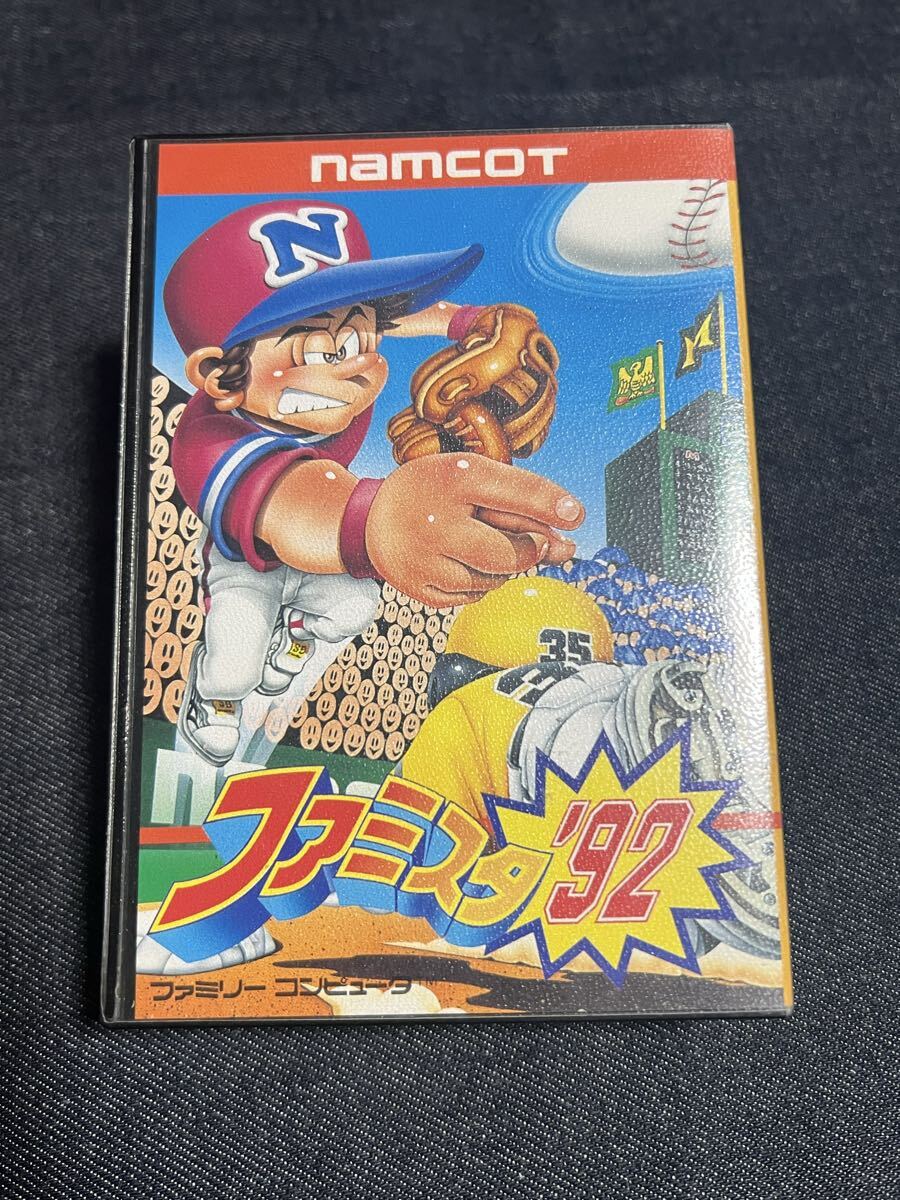 namcoT
N
M
35
ファミスタ '92
ファミリー コンピュータ